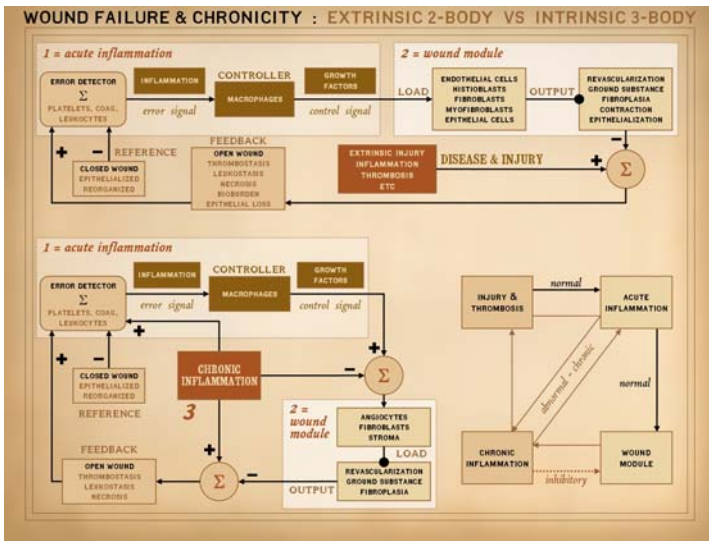 WOUND FAILURE & CHRONICITY : EXTRINSIC 2-BODY VS INTRINSIC 3-BODY
1 = acute inflammation
ERROR DETECTOR
Σ
PLATELETS, COAG,
LEUKOCYTES
INFLAMMATION
error signal
CONTROLLER
MACROPHAGES
GROWTH
FACTORS
control signal
2 = wound module
LOAD
ENDOTHELIAL CELLS
HISTIOBLASTS
FIBROBLASTS
MYOFIBROBLASTS
EPITHELIAL CELLS
OUTPUT
REVASCULARIZATION
GROUND SUBSTANCE
FIBROPLASIA
CONTRACTION
EPITHELIALIZATION
+
−
REFERENCE
CLOSED WOUND
EPITHELIALIZED
REORGANIZED
FEEDBACK
OPEN WOUND
THROMBOSTASIS
LEUKOSTASIS
NECROSIS
BIOBURDEN
EPITHELIAL LOSS
EXTRINSIC INJURY
INFLAMMATION
THROMBOSIS
ETC
DISEASE & INJURY
−
+
Σ
1 = acute inflammation
ERROR DETECTOR
Σ
PLATELETS, COAG,
LEUKOCYTES
INFLAMMATION
error signal
CONTROLLER
MACROPHAGES
GROWTH
FACTORS
control signal
+
+
−
CLOSED WOUND
EPITHELIALIZED
REORGANIZED
REFERENCE
CHRONIC
INFLAMMATION
3
−
+
Σ
2 = wound
module
ANGIOCYTES
FIBROBLASTS
STROMA
LOAD
REVASCULARIZATION
GROUND SUBSTANCE
FIBROPLASIA
OUTPUT
−
+
Σ
FEEDBACK
OPEN WOUND
THROMBOSTASIS
LEUKOSTASIS
NECROSIS
INJURY &
THROMBOSIS
normal
ACUTE
INFLAMMATION
abnormal - chronic
normal
CHRONIC
INFLAMMATION
inhibitory
WOUND
MODULE